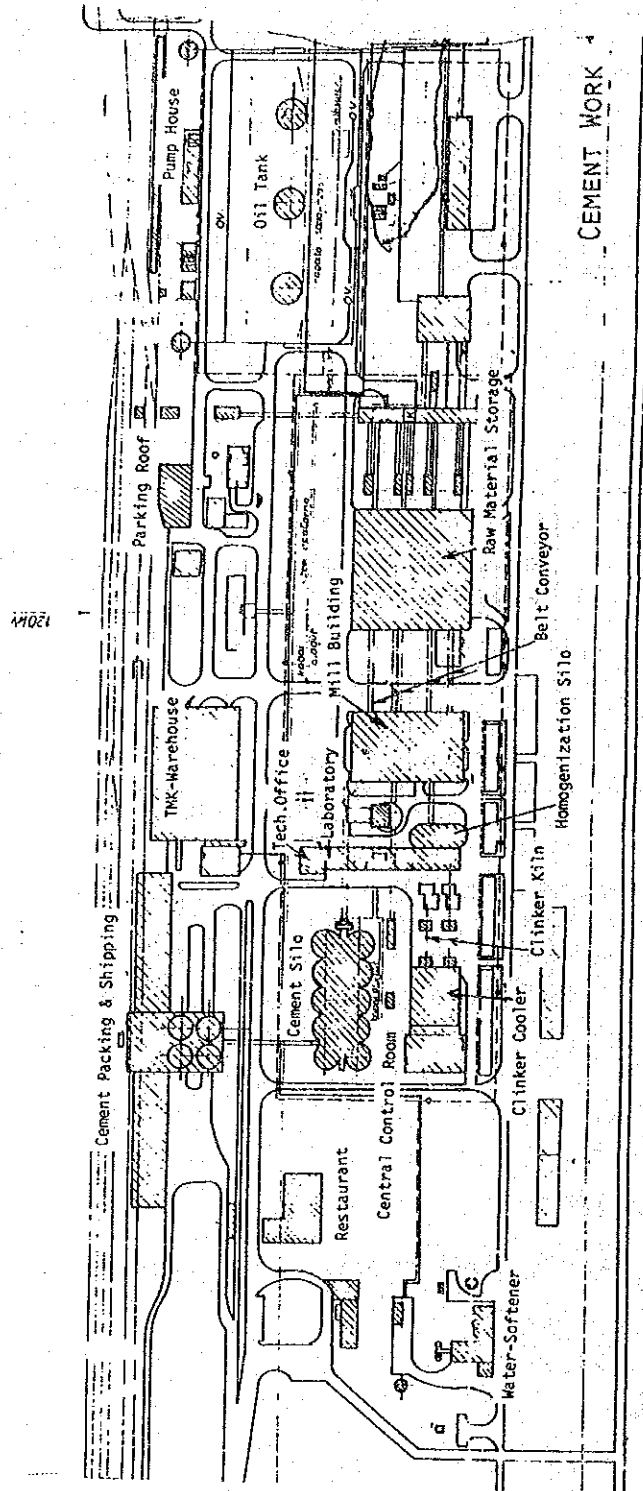 CEMENT WORK
Pump House
Oil Tank
Parking Roof
Raw Material Storage
Belt Conveyor
Mill Building
Homogenization Silo
TMK-Warehouse
Tech.Office
Laboratory
Clinker Kiln
Cement Packing & Shipping
Cement Silo
Clinker Cooler
Central Control Room
Restaurant
Water-Softener
120kV